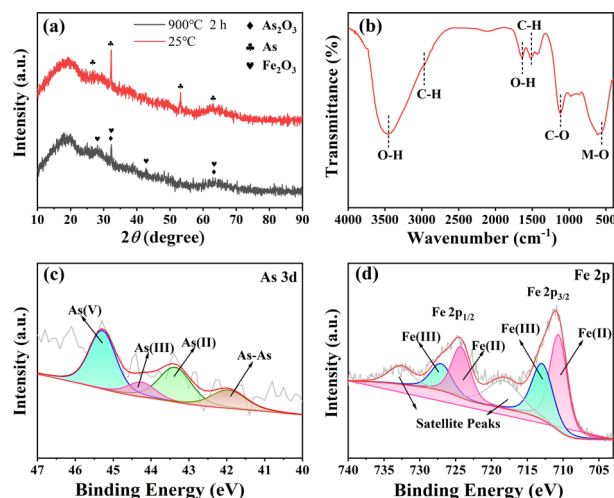 (a)
900℃ 2 h
25℃
♦ As₂O₃
♣ As
♥ Fe₂O₃
Intensity (a.u.)
10 20 30 40 50 60 70 80 90
2θ (degree)
(b)
C-H
O-H
C-H
C-O
O-H
M-O
Transmittance (%)
4000 3000 2000 1000 500
Wavenumber (cm⁻¹)
(c)
As 3d
As(V)
As(III)
As(II)
As-As
Intensity (a.u.)
47 46 45 44 43 42 41 40
Binding Energy (eV)
(d)
Fe 2p
Fe 2p₁/₂
Fe 2p₃/₂
Fe(III)
Fe(II)
Fe(III)
Fe(II)
Satellite Peaks
Intensity (a.u.)
740 735 730 725 720 715 710 705
Binding Energy (eV)